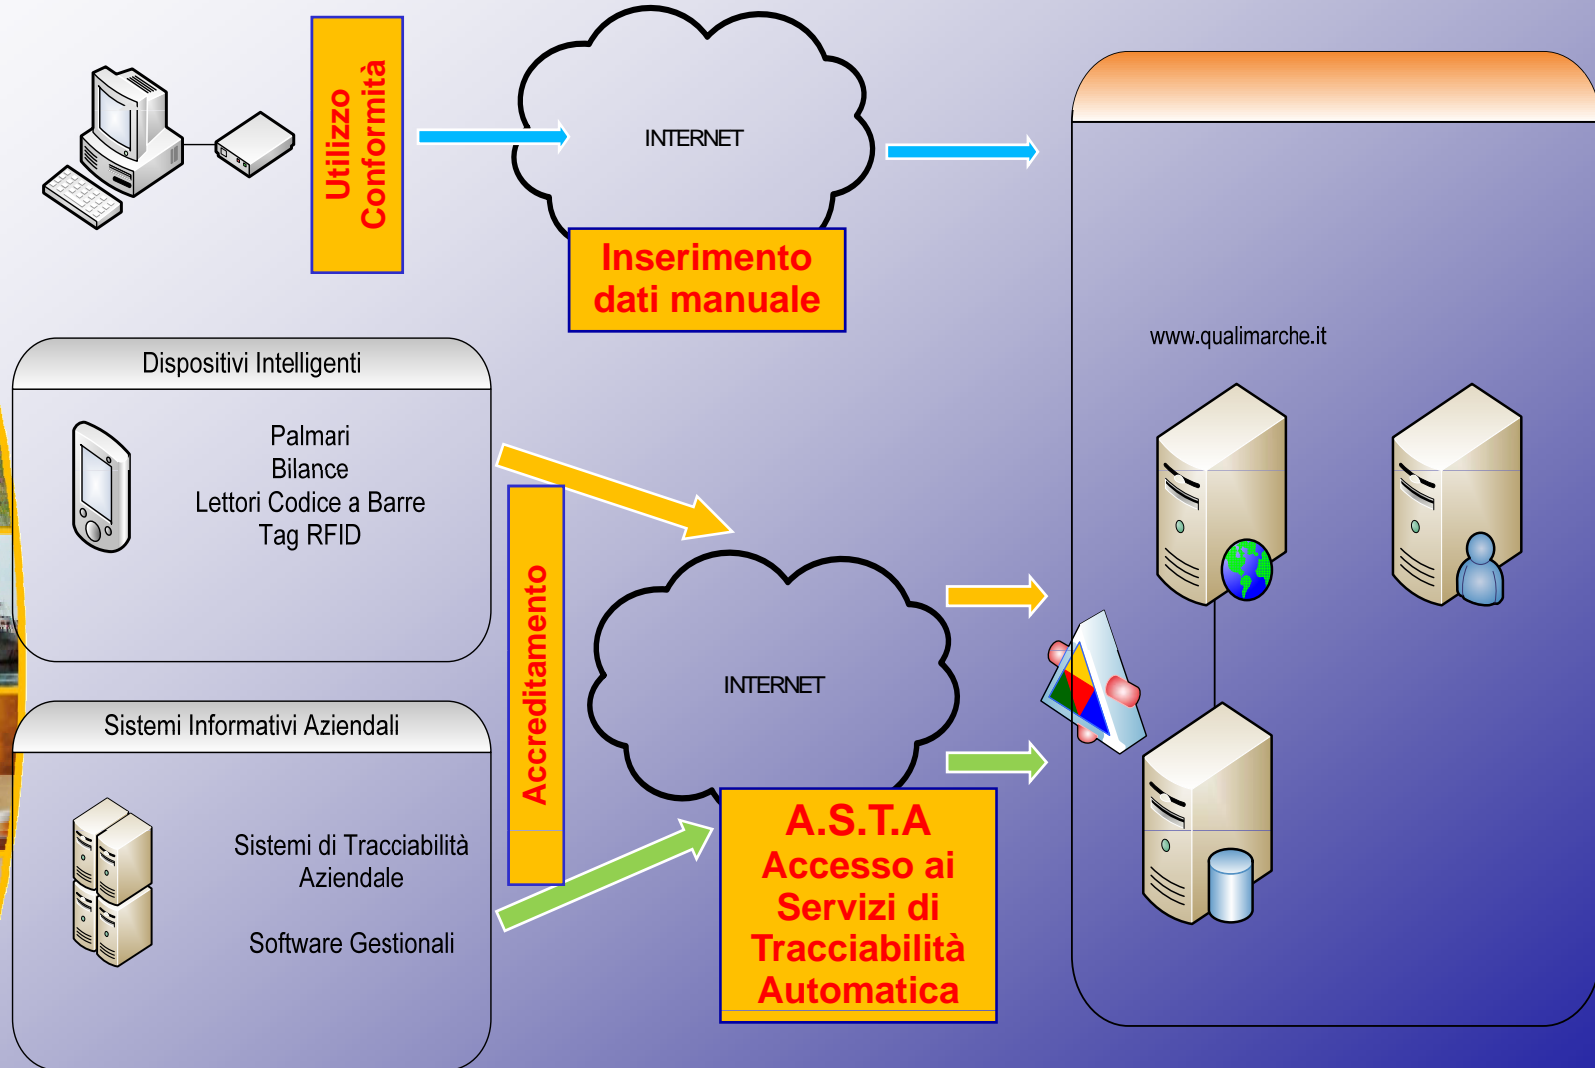 Utilizzo
Conformità
INTERNET
Inserimento
dati manuale
www.qualimarche.it
Dispositivi Intelligenti
Palmari
Bilance
Lettori Codice a Barre
Tag RFID
Accreditamento
INTERNET
Sistemi Informativi Aziendali
Sistemi di Tracciabilità
Aziendale
Software Gestionali
A.S.T.A
Accesso ai
Servizi di
Tracciabilità
Automatica